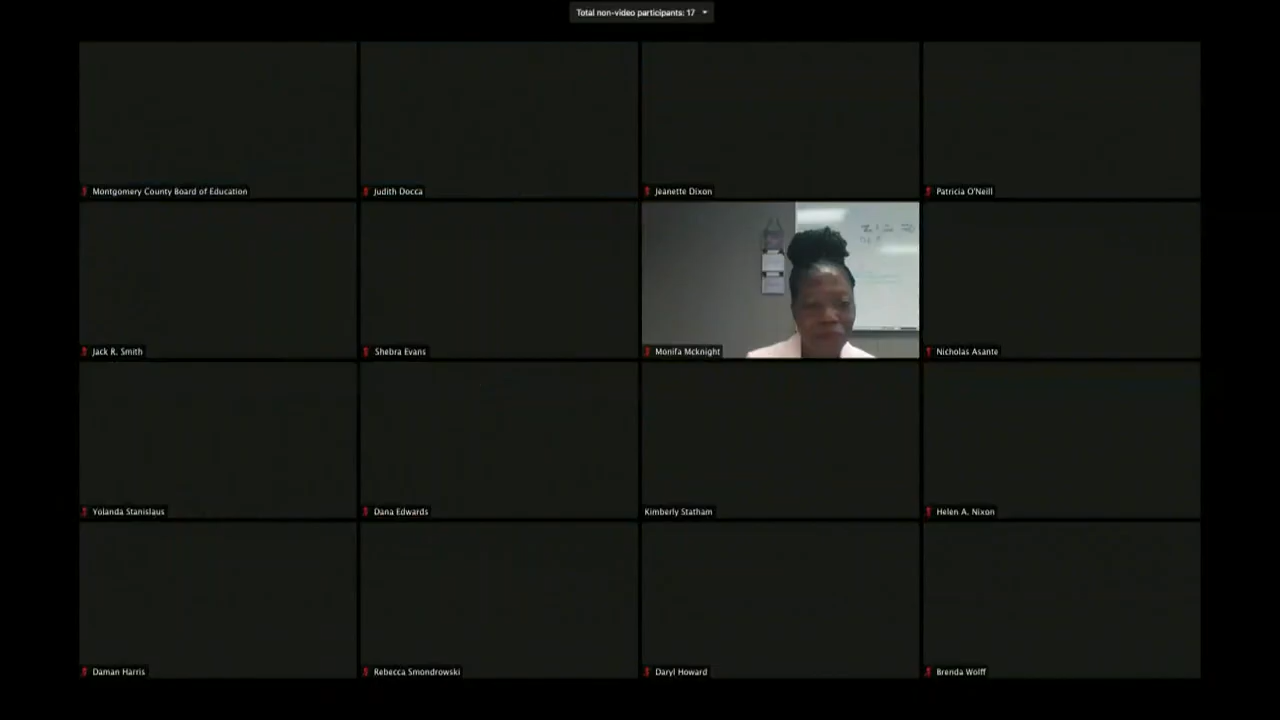 Total non-video participants: 17
Montgomery County Board of Education
Judith Docca
Jeanette Dixon
Patricia O'Neill
Jack R. Smith
Shebra Evans
Monifa Mcknight
Nicholas Asante
Yolanda Stanislaus
Dana Edwards
Kimberly Statham
Helen A. Nixon
Daman Harris
Rebecca Smondrowski
Daryl Howard
Brenda Wolff